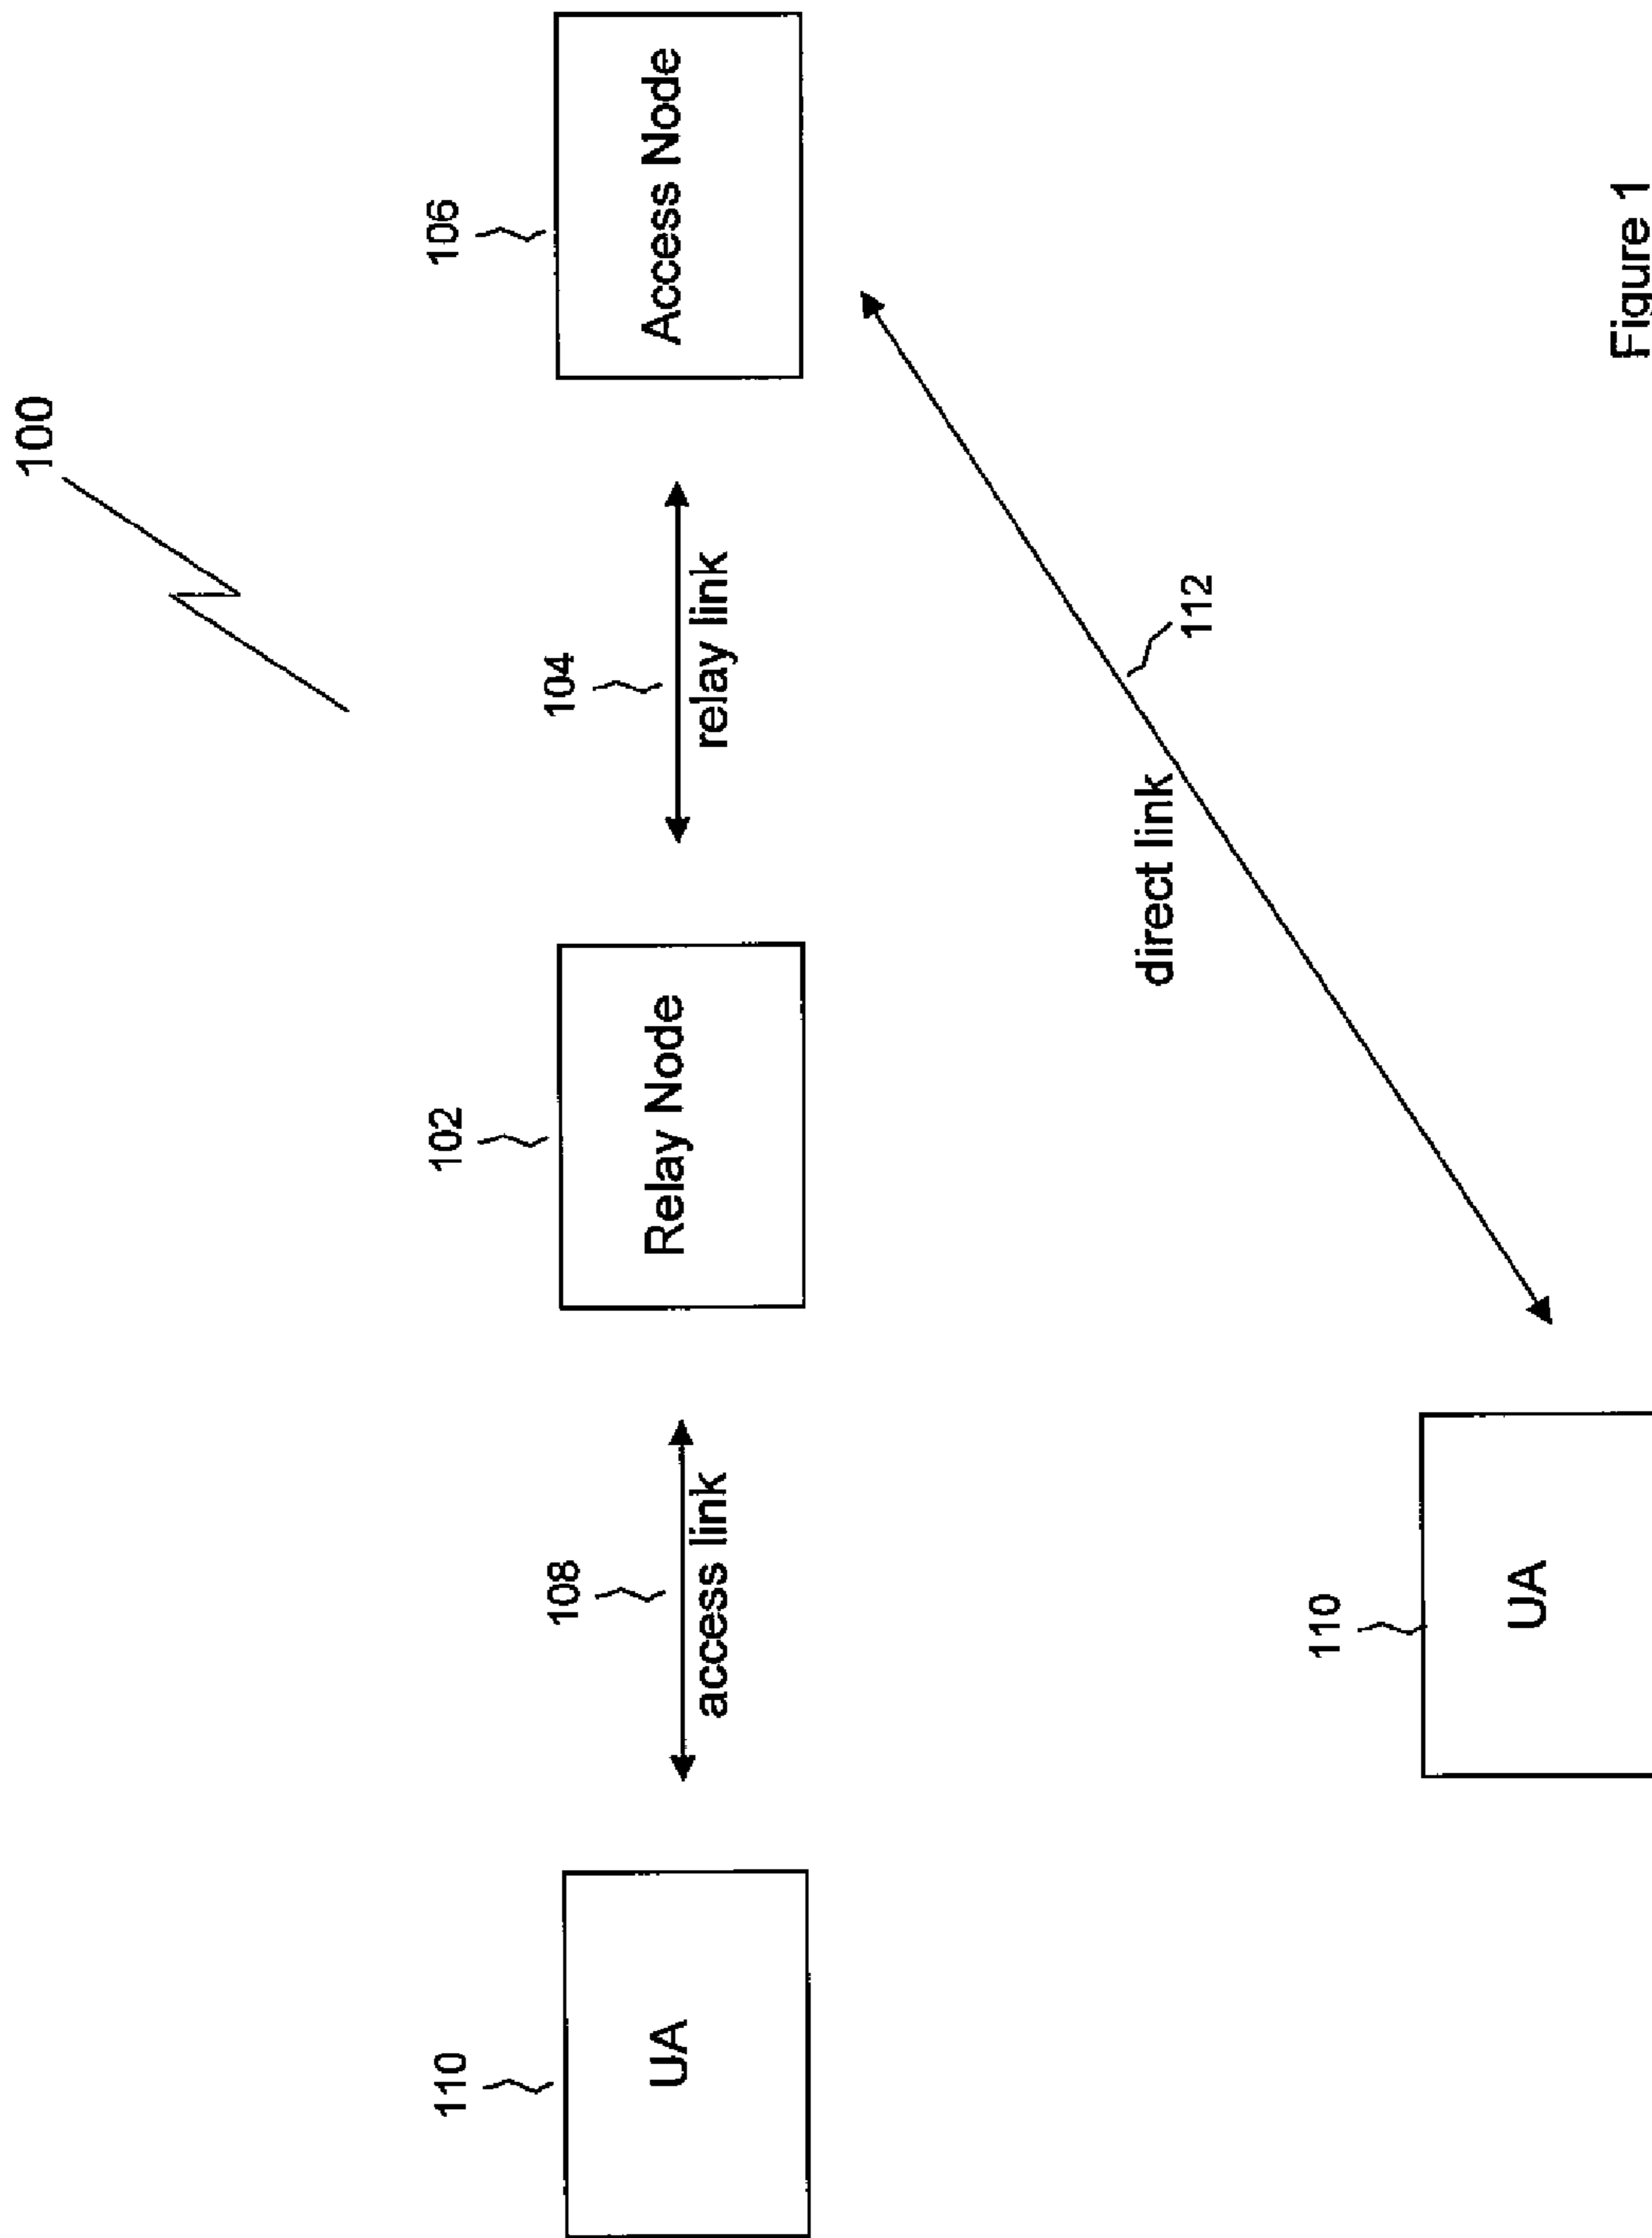 100
110
102
106
UA
Relay Node
Access Node
108
104
access link
relay link
direct link
112
110
UA
Figure 1